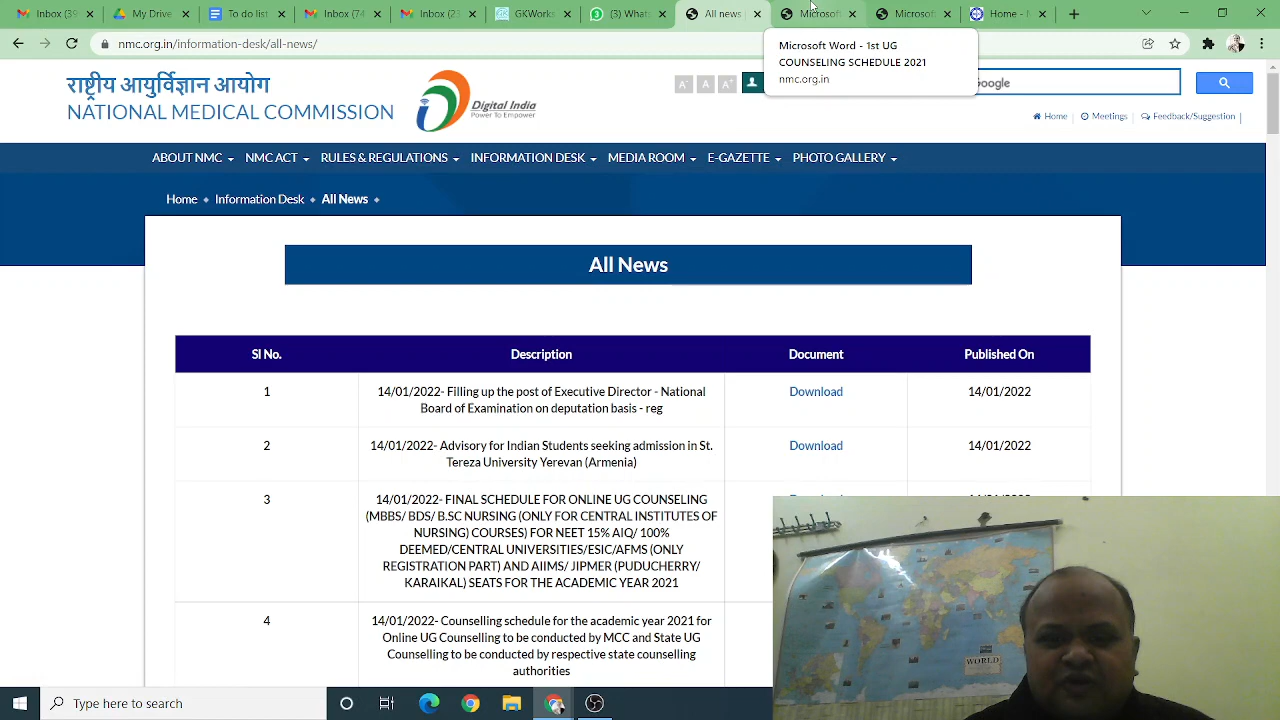 Inbox (39
My Drive
To do list
Inbox (74
Inbox (23
GKWorks
(3) Whats
All news
Microsof
Microsoft
Home - N
nmc.org.in/information-desk/all-news/
Microsoft Word - 1st UG
COUNSELING SCHEDULE 2021
nmc.org.in
राष्ट्रीय आयुर्विज्ञान आयोग
NATIONAL MEDICAL COMMISSION
Digital India
Power To Empower
A-
A
A+
Google
Home
Meetings
Feedback/Suggestion
ABOUT NMC
NMC ACT
RULES & REGULATIONS
INFORMATION DESK
MEDIA ROOM
E-GAZETTE
PHOTO GALLERY
Home
Information Desk
All News
All News
Sl No.
Description
Document
Published On
1
14/01/2022- Filling up the post of Executive Director - National
Board of Examination on deputation basis - reg
Download
14/01/2022
2
14/01/2022- Advisory for Indian Students seeking admission in St.
Tereza University Yerevan (Armenia)
Download
14/01/2022
3
14/01/2022- FINAL SCHEDULE FOR ONLINE UG COUNSELING
(MBBS/ BDS/ B.SC NURSING (ONLY FOR CENTRAL INSTITUTES OF
NURSING) COURSES) FOR NEET 15% AIQ/ 100%
DEEMED/CENTRAL UNIVERSITIES/ESIC/AFMS (ONLY
REGISTRATION PART) AND AIIMS/ JIPMER (PUDUCHERRY/
KARAIKAL) SEATS FOR THE ACADEMIC YEAR 2021
4
14/01/2022- Counselling schedule for the academic year 2021 for
Online UG Counselling to be conducted by MCC and State UG
Counselling to be conducted by respective state counselling
authorities
WORLD
Type here to search